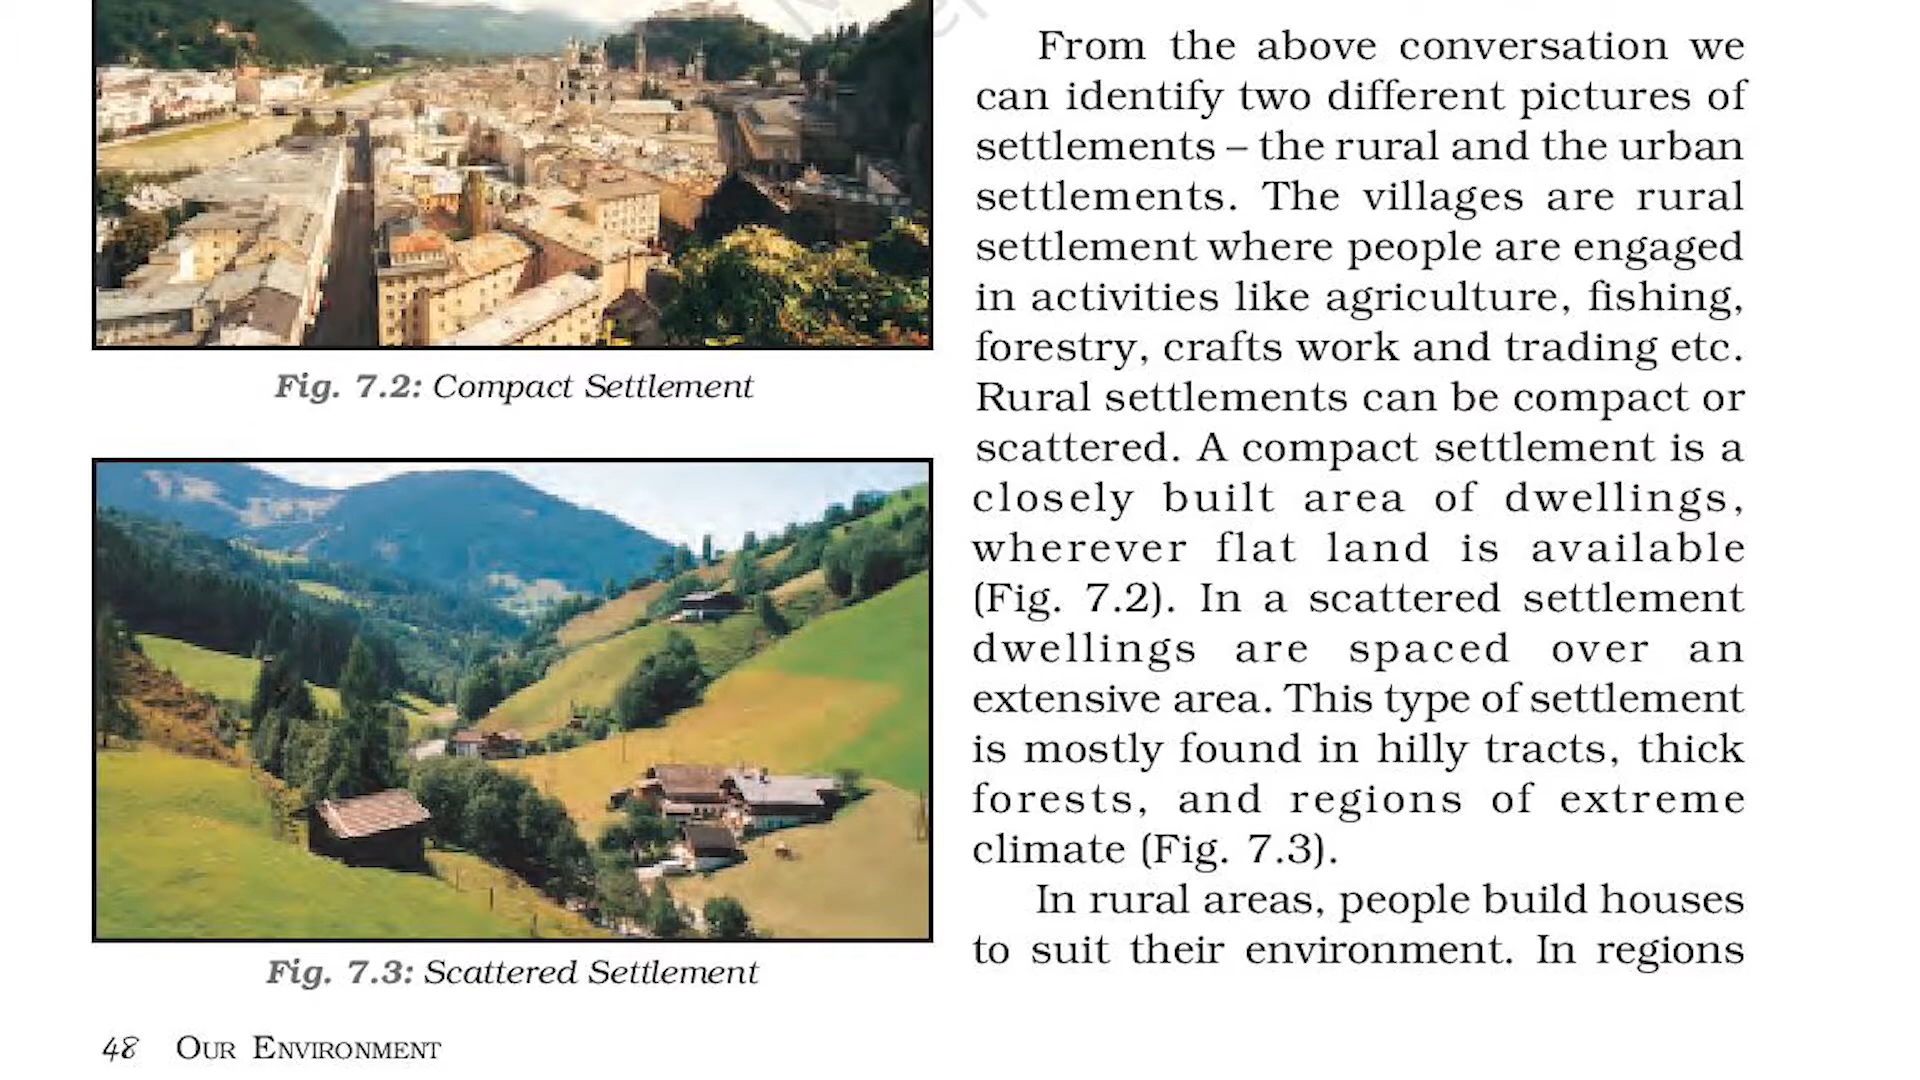 Fig. 7.2: Compact Settlement
Fig. 7.3: Scattered Settlement
From the above conversation we
can identify two different pictures of
settlements – the rural and the urban
settlements. The villages are rural
settlement where people are engaged
in activities like agriculture, fishing,
forestry, crafts work and trading etc.
Rural settlements can be compact or
scattered. A compact settlement is a
closely built area of dwellings,
wherever flat land is available
(Fig. 7.2). In a scattered settlement
dwellings are spaced over an
extensive area. This type of settlement
is mostly found in hilly tracts, thick
forests, and regions of extreme
climate (Fig. 7.3).
In rural areas, people build houses
to suit their environment. In regions
48 OUR ENVIRONMENT